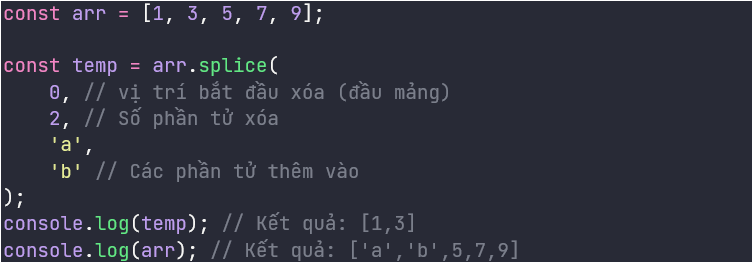 const arr = [1, 3, 5, 7, 9];
const temp = arr.splice(
0, // vị trí bắt đầu xóa (đầu mảng)
2, // Số phần tử xóa
'a',
'b' // Các phần tử thêm vào
);
console.log(temp); // Kết quả: [1,3]
console.log(arr); // Kết quả: ['a','b',5,7,9]